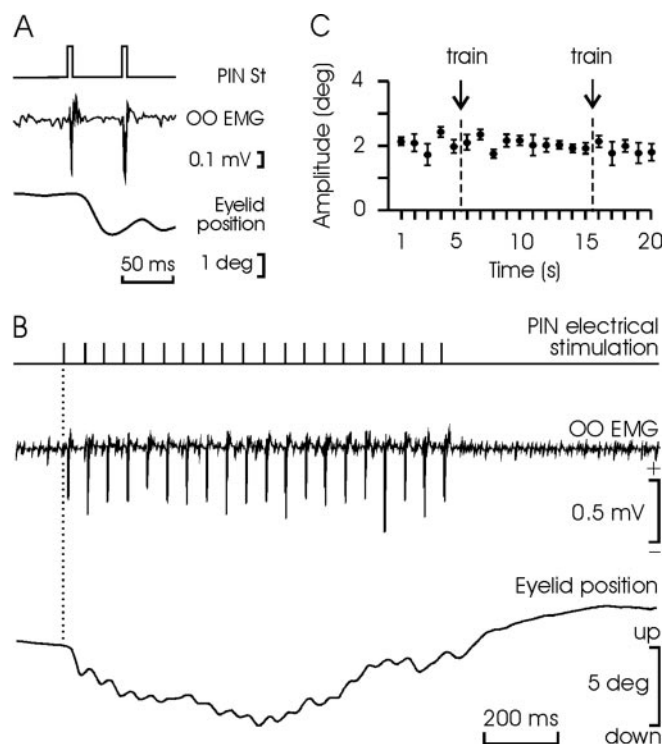 A
PIN St
OO EMG
0.1 mV
Eyelid
position
50 ms
1 deg
C
train
train
Amplitude (deg)
4
2
0
1
5
10
15
20
Time (s)
B
PIN electrical
stimulation
OO EMG
+
0.5 mV
–
Eyelid position
up
5 deg
200 ms
down